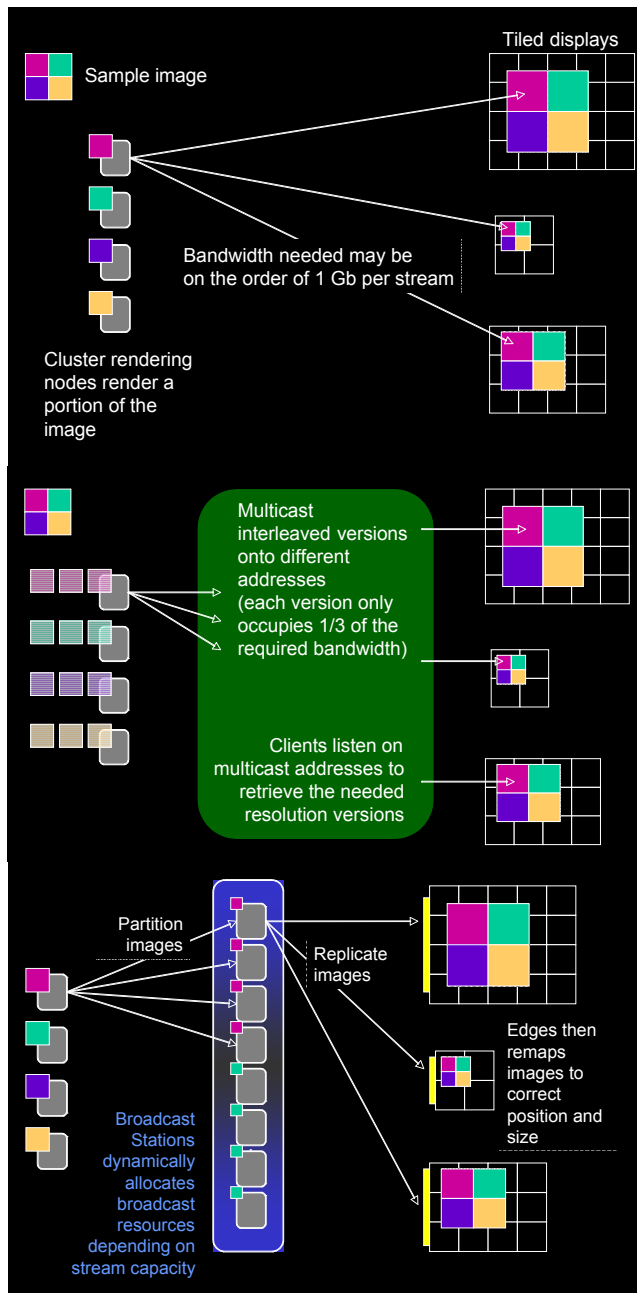 Tiled displays
Sample image
Bandwidth needed may be
on the order of 1 Gb per stream
Cluster rendering
nodes render a
portion of the
image
Multicast
interleaved versions
onto different
addresses
(each version only
occupies 1/3 of the
required bandwidth)
Clients listen on
multicast addresses to
retrieve the needed
resolution versions
Partition
images
Replicate
images
Edges then
remaps
images to
correct
position and
size
Broadcast
Stations
dynamically
allocates
broadcast
resources
depending on
stream capacity